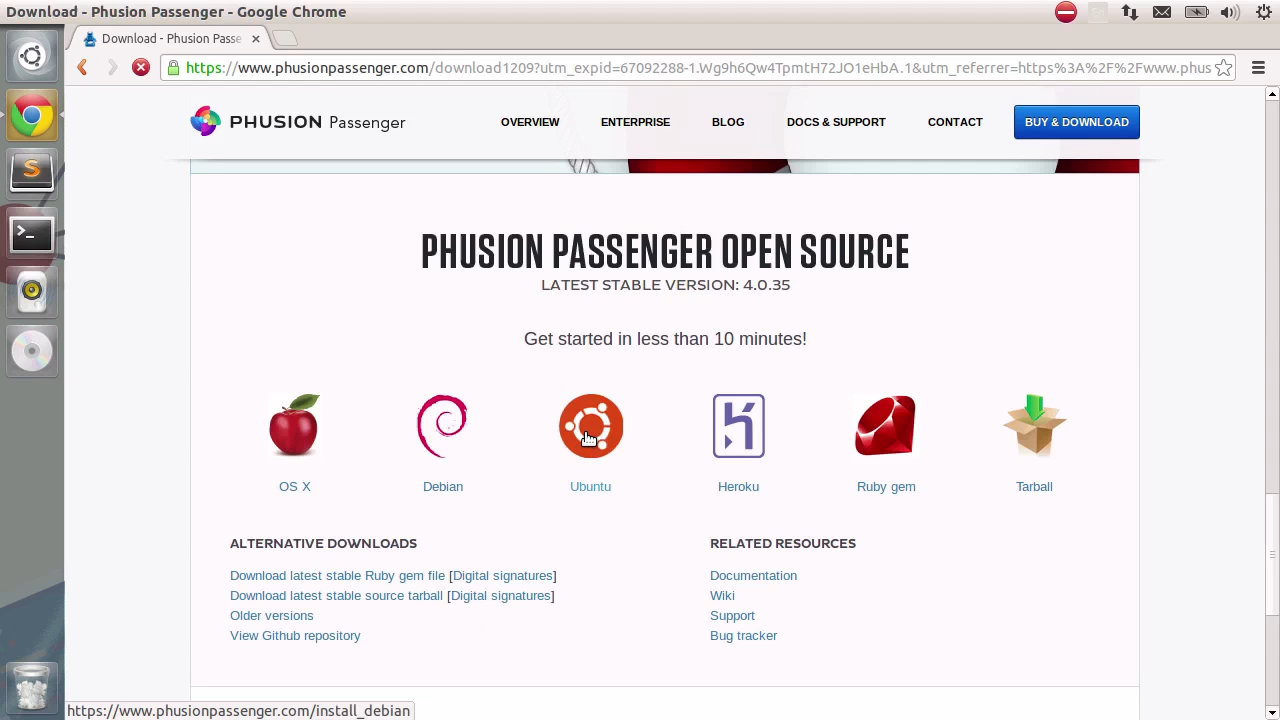 Download - Phusion Passenger - Google Chrome
Download - Phusion Passe
https://www.phusionpassenger.com/download1209?utm_expid=67092288-1.Wg9h6Qw4TpmtH72JO1eHbA.1&utm_referrer=https%3A%2F%2Fwww.phus
PHUSION Passenger
OVERVIEW
ENTERPRISE
BLOG
DOCS & SUPPORT
CONTACT
BUY & DOWNLOAD
PHUSION PASSENGER OPEN SOURCE
LATEST STABLE VERSION: 4.0.35
Get started in less than 10 minutes!
OS X
Debian
Ubuntu
Heroku
Ruby gem
Tarball
ALTERNATIVE DOWNLOADS
Download latest stable Ruby gem file [Digital signatures]
Download latest stable source tarball [Digital signatures]
Older versions
View Github repository
RELATED RESOURCES
Documentation
Wiki
Support
Bug tracker
https://www.phusionpassenger.com/install_debian